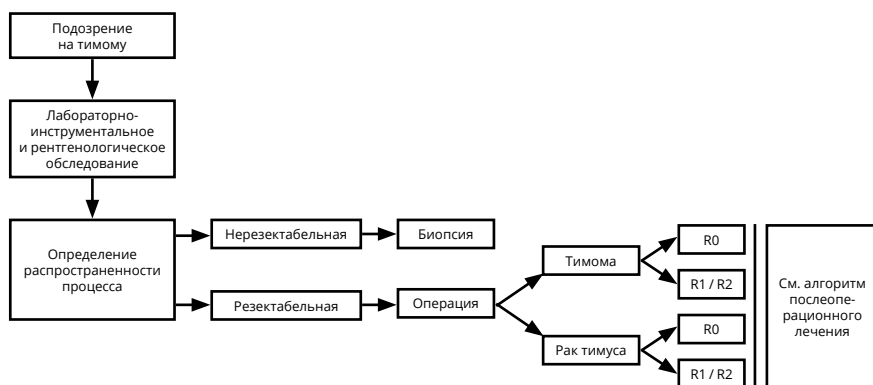 Подозрение
на тимому
Лабораторно-
инструментальное
и рентгенологическое
обследование
Определение
распространенности
процесса
Нерезектабельная
Биопсия
Резектабельная
Операция
Тимома
R0
R1 / R2
Рак тимуса
R0
R1 / R2
См. алгоритм
послеопе-
рационного
лечения